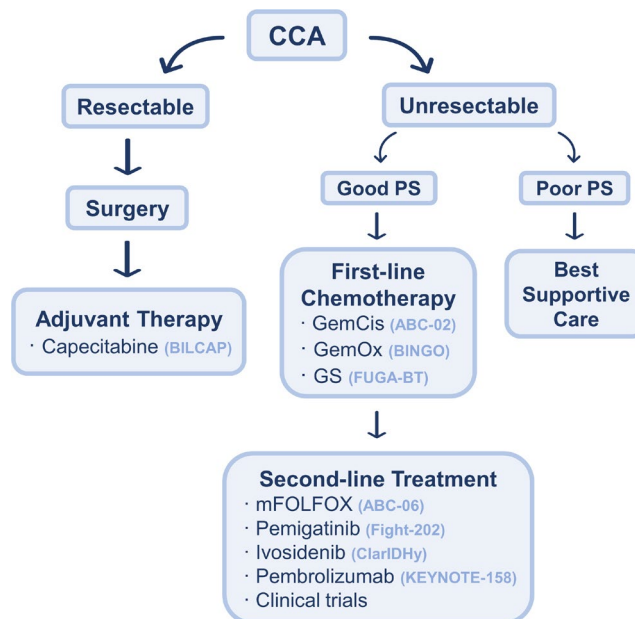 CCA
Resectable
Surgery
Adjuvant Therapy
· Capecitabine (BILCAP)
Unresectable
Good PS
Poor PS
First-line
Chemotherapy
· GemCis (ABC-02)
· GemOx (BINGO)
· GS (FUGA-BT)
Best
Supportive
Care
Second-line Treatment
· mFOLFOX (ABC-06)
· Pemigatinib (Fight-202)
· Ivosidenib (ClarIDHy)
· Pembrolizumab (KEYNOTE-158)
· Clinical trials